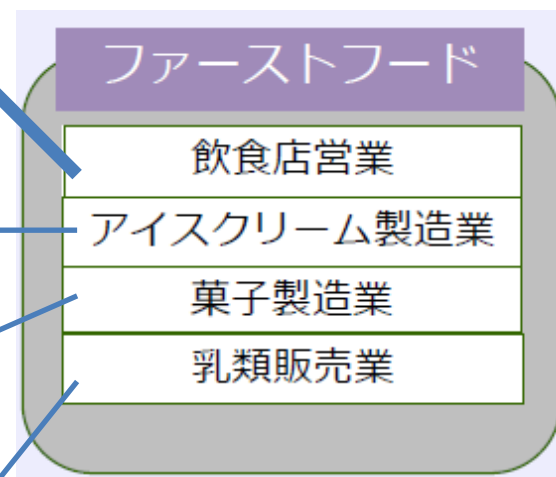 ファーストフード
飲食店営業
アイスクリーム製造業
菓子製造業
乳類販売業